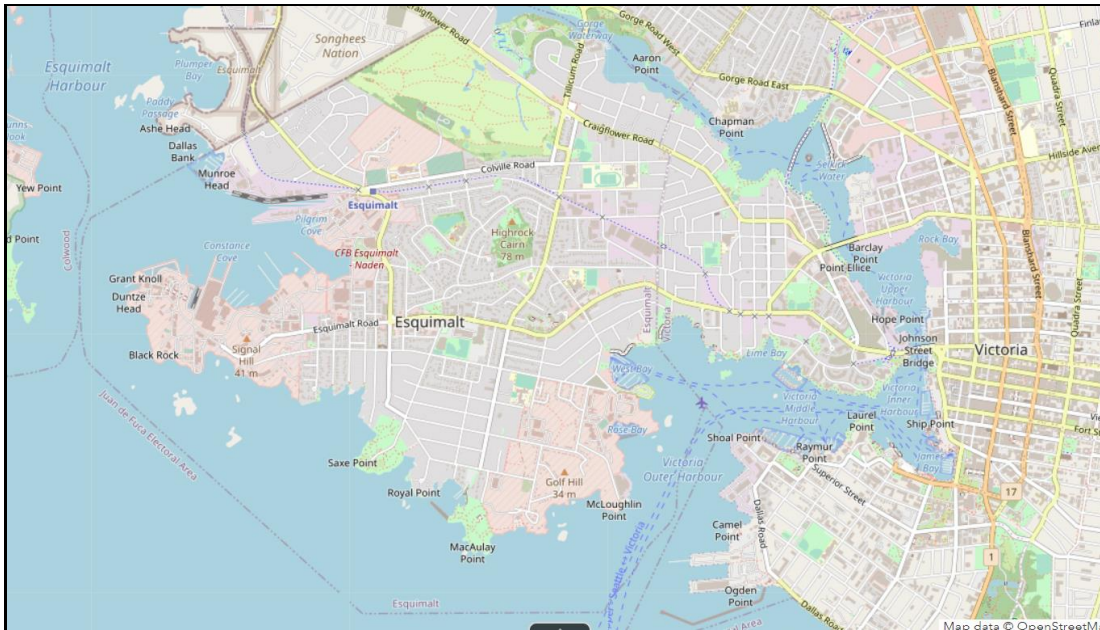 Craigflower Road
Gorge
Waterway
Gorge Road West
Songhees
Nation
Esquimalt
Harbour
Plumper
Bay
Esquimalt
Aaron
Point
Tillicum Road
Blanshard Street
Quadra Street
Gorge Road East
Paddy
Passage
Ashe Head
Dallas
Bank
Chapman
Point
Craigflower Road
Hillside Aven
Munroe
Head
Colville Road
Selkirk
Water
Yew Point
Esquimalt
Pilgrim
Cove
Highrock
Cairn
78 m
Rock Bay
d Point
Colwood
Constance
Cove
CFB Esquimalt
- Naden
Barclay
Point
Point Ellice
Blanshard Street
Grant Knoll
Duntze
Head
Victoria
Upper
Harbour
Quadra Street
Esquimalt
Victoria
Hope Point
Esquimalt Road
Esquimalt
Johnson
Street
Bridge
Victoria
Black Rock
Signal
Hill
41 m
Lime Bay
West Bay
Victoria
Middle
Harbour
Victoria
Inner
Harbour
Juan de Fuca Electoral Area
Laurel
Point
Ship Point
Fort S
Rose Bay
Shoal Point
Raymur
Point
James
Bay
Saxe Point
Victoria
Outer Harbour
Superior Street
Golf Hill
34 m
Royal Point
17
McLoughlin
Point
Dallas Road
Camel
Point
MacAulay
Point
1
Seattle ↔ Victoria
Ogden
Point
Esquimalt
Dallas Road
Map data © OpenStreetM